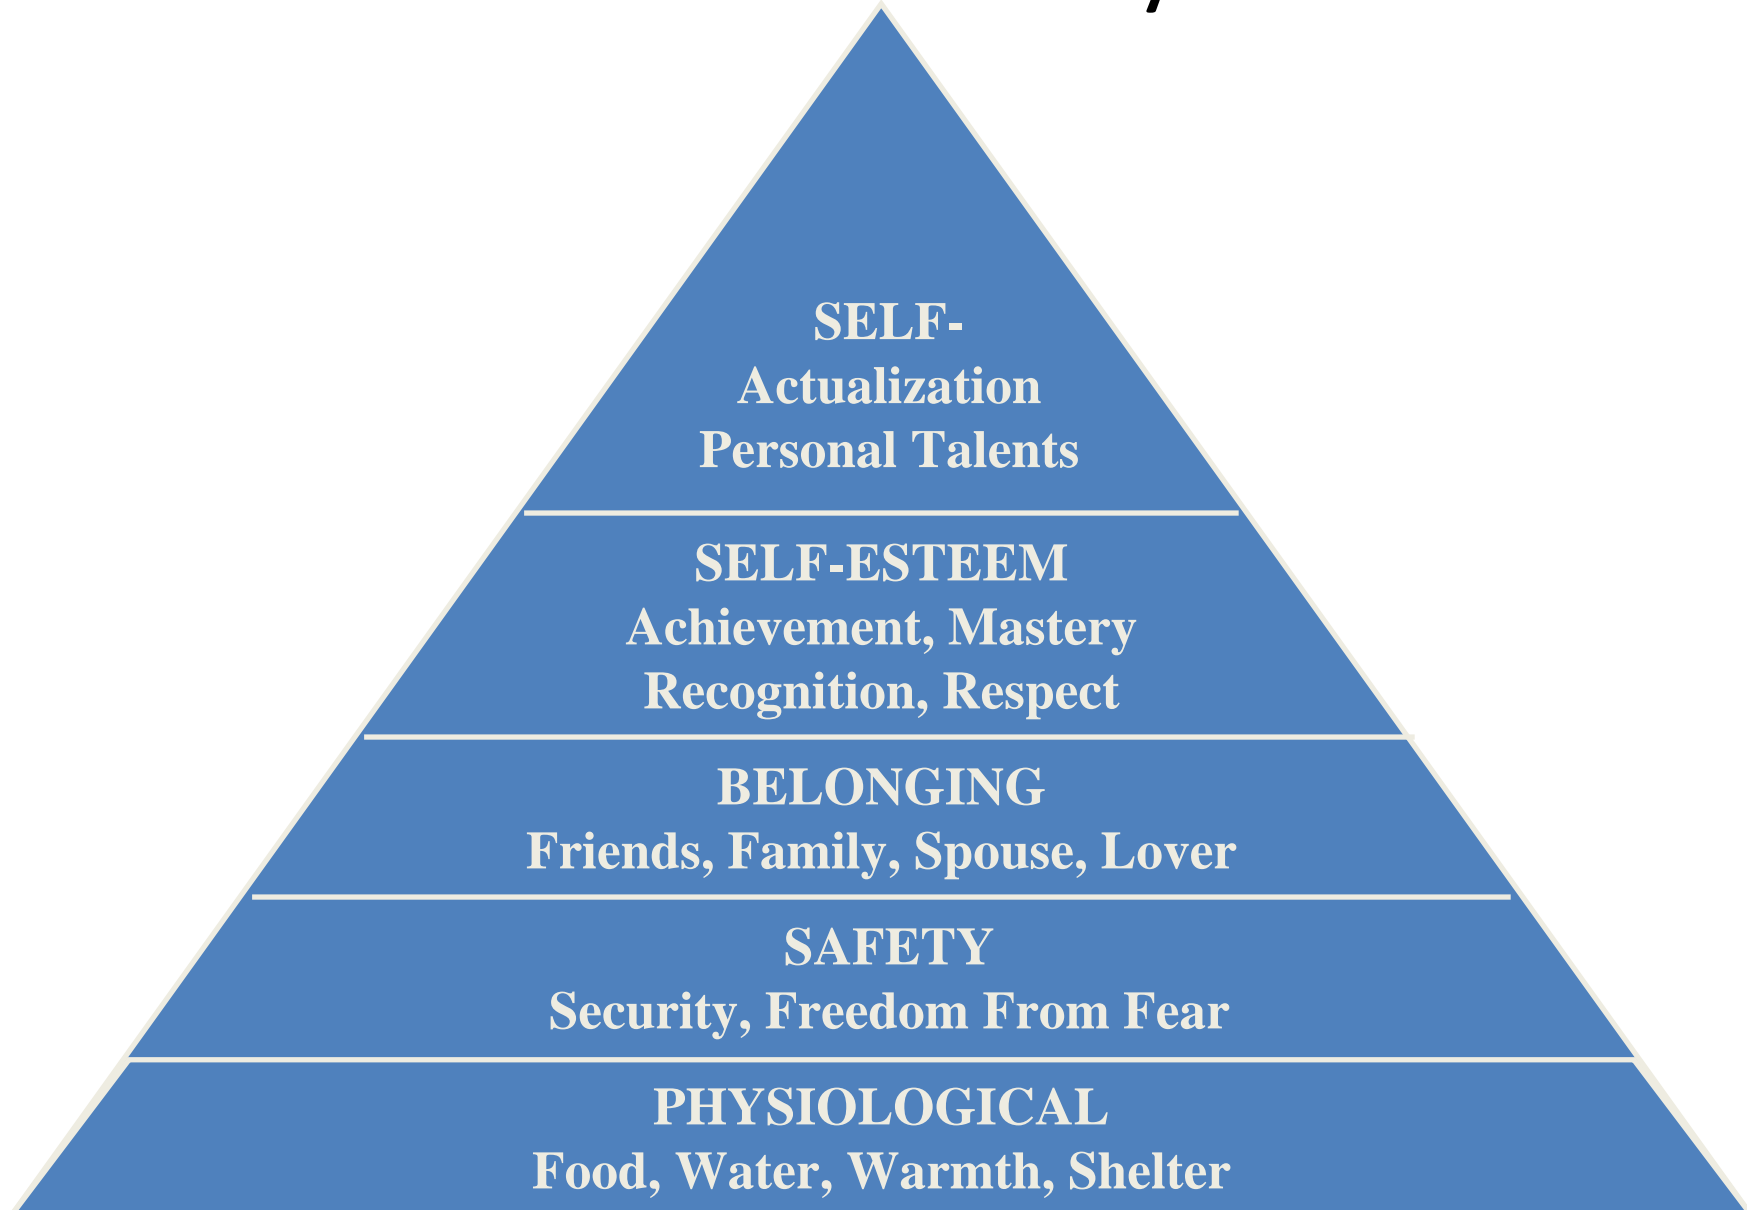 SELF-
Actualization
Personal Talents
SELF-ESTEEM
Achievement, Mastery
Recognition, Respect
BELONGING
Friends, Family, Spouse, Lover
SAFETY
Security, Freedom From Fear
PHYSIOLOGICAL
Food, Water, Warmth, Shelter